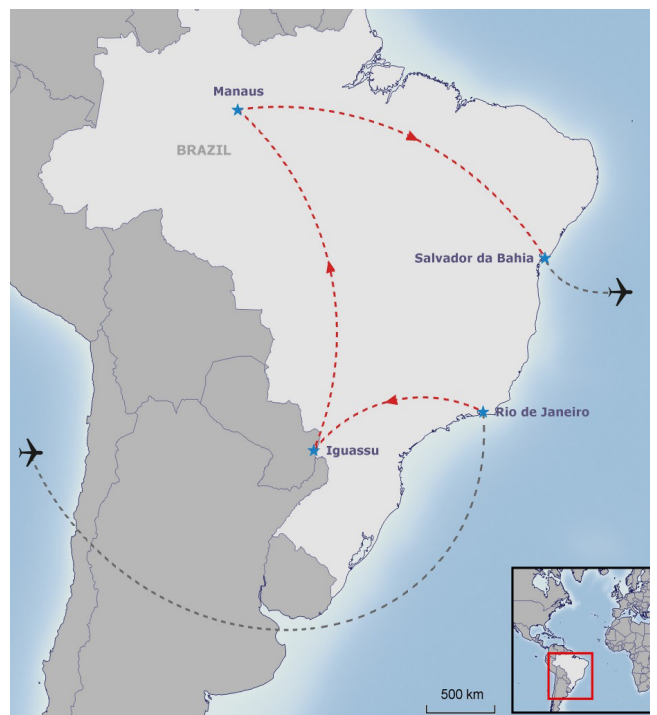 Manaus
BRAZIL
Salvador da Bahia
Rio de Janeiro
Iguassu
500 km